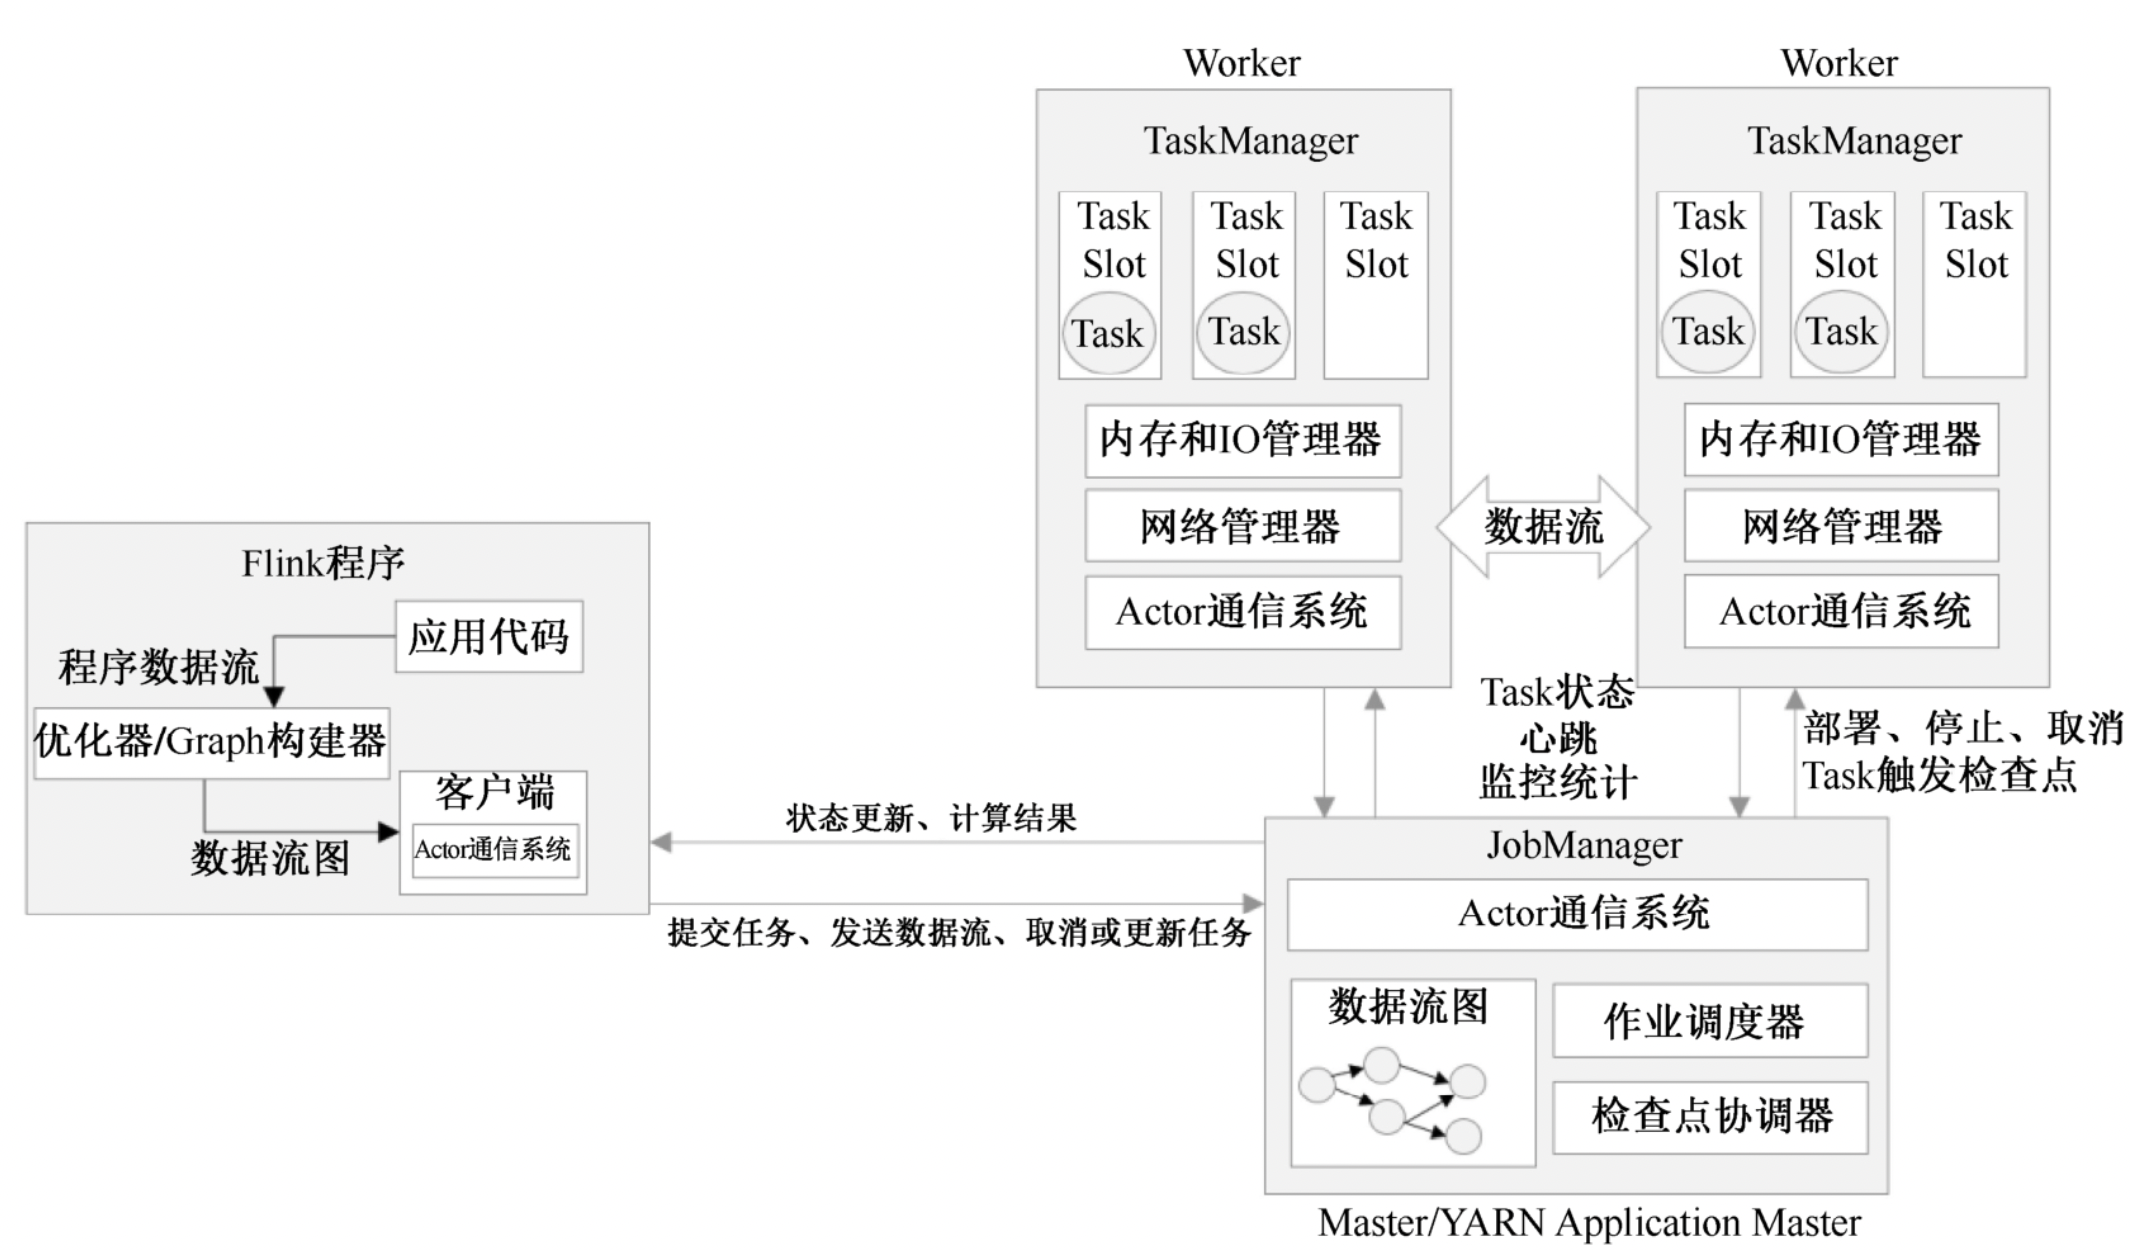 Worker
TaskManager
Task
Slot
Task
Task
Slot
Task
Task
Slot
内存和IO管理器
网络管理器
Actor通信系统
数据流
Worker
TaskManager
Task
Slot
Task
Task
Slot
Task
Task
Slot
内存和IO管理器
网络管理器
Actor通信系统
Flink程序
应用代码
程序数据流
优化器/Graph构建器
客户端
Actor通信系统
数据流图
Task状态
心跳
监控统计
部署、停止、取消
Task触发检查点
状态更新、计算结果
提交任务、发送数据流、取消或更新任务
JobManager
Actor通信系统
数据流图
作业调度器
检查点协调器
Master/YARN Application Master